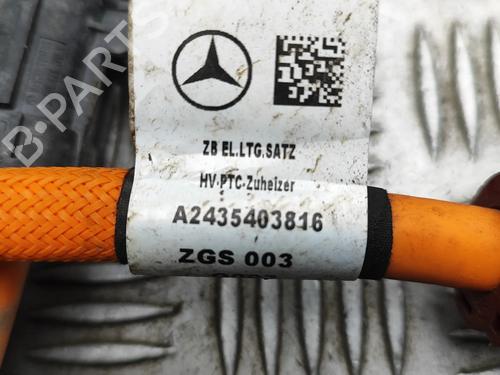 B-PARTS
ZB EL.LTG.SATZ
HV-PTC-Zuheizer
A2435403816
ZGS 003